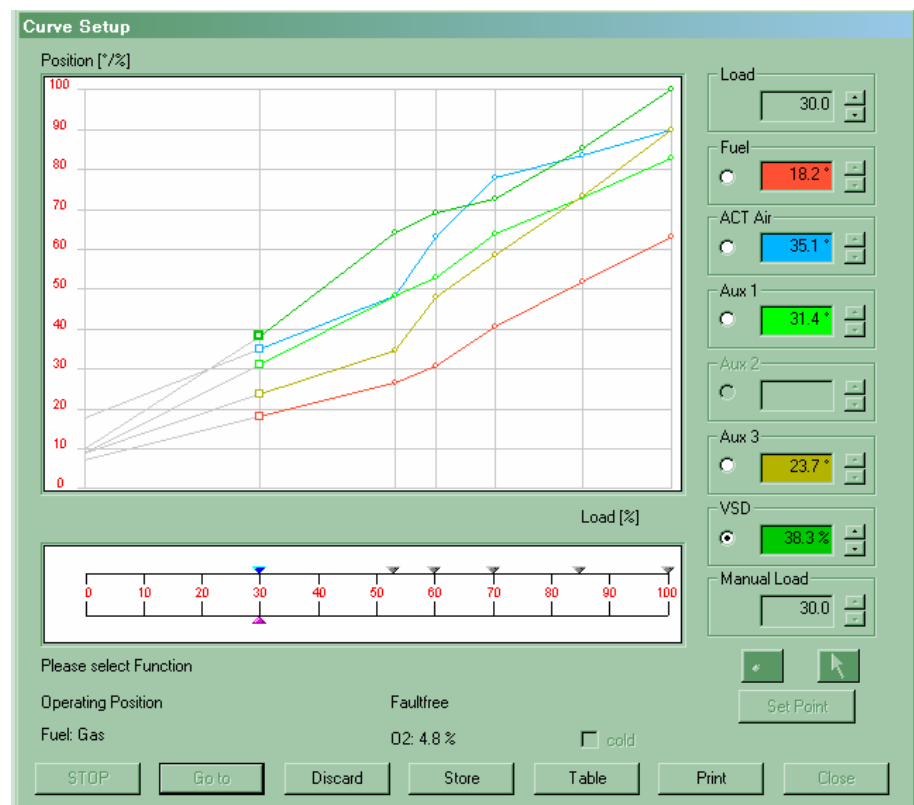 Curve Setup
Position [°/%]
100
90
80
70
60
50
40
30
20
10
0
Load [%]
0 10 20 30 40 50 60 70 80 90 100
Load
30.0
Fuel
18.2 °
ACT Air
35.1 °
Aux 1
31.4 °
Aux 2
Aux 3
23.7 °
VSD
38.3 %
Manual Load
30.0
Set Point
Please select Function
Operating Position Faultfree
Fuel: Gas O2: 4.8 % cold
STOP Go to Discard Store Table Print Close